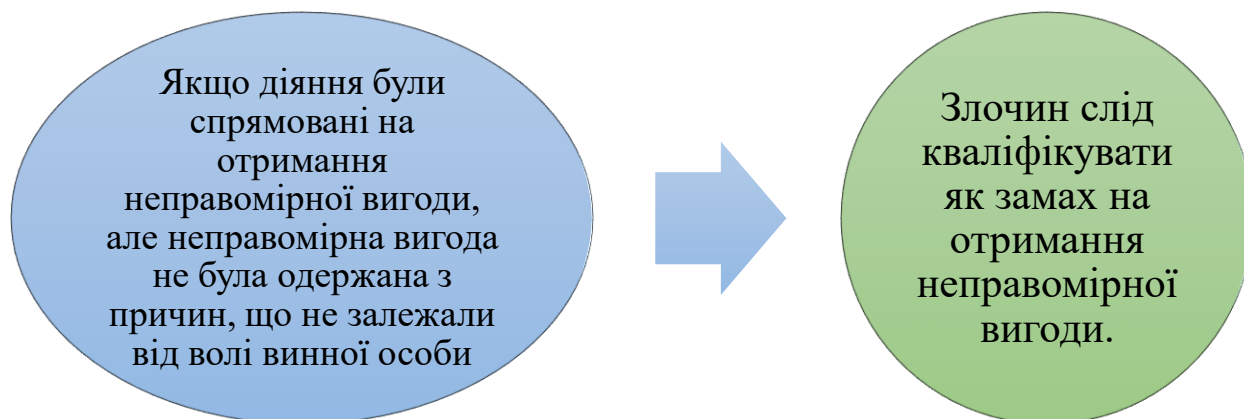 Якщо діяння були
спрямовані на
отримання
неправомірної вигоди,
але неправомірна вигода
не була одержана з
причин, що не залежали
від волі винної особи
Злочин слід
кваліфікувати
як замах на
отримання
неправомірної
вигоди.